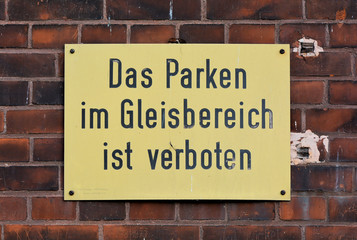 Das Parken
im Gleisbereich
ist verboten